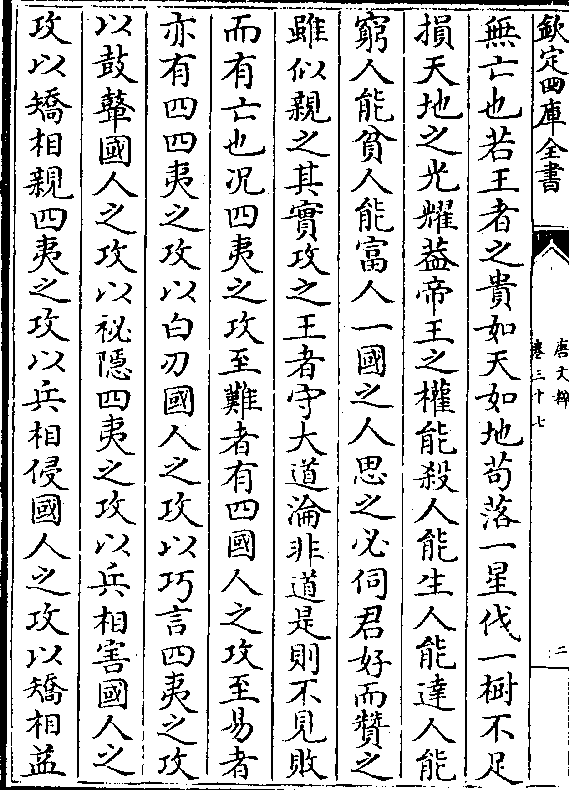 欽定四庫全書
唐文粹
卷三十七
二
無亡也若王者之貴如天如地苟落一星伐一樹不足
損天地之光耀葢帝王之權能殺人能生人能達人能
窮人能貧人能富人一國之人思之必伺君好而贊之
雖似親之其實攻之王者守大道淪非道是則不見敗
而有亡也况四夷之攻至難者有四國人之攻至易者
亦有四四夷之攻以白刃國人之攻以巧言四夷之攻
以鼓鼙國人之攻以祕隱四夷之攻以兵相害國人之
攻以矯相親四夷之攻以兵相侵國人之攻以矯相益